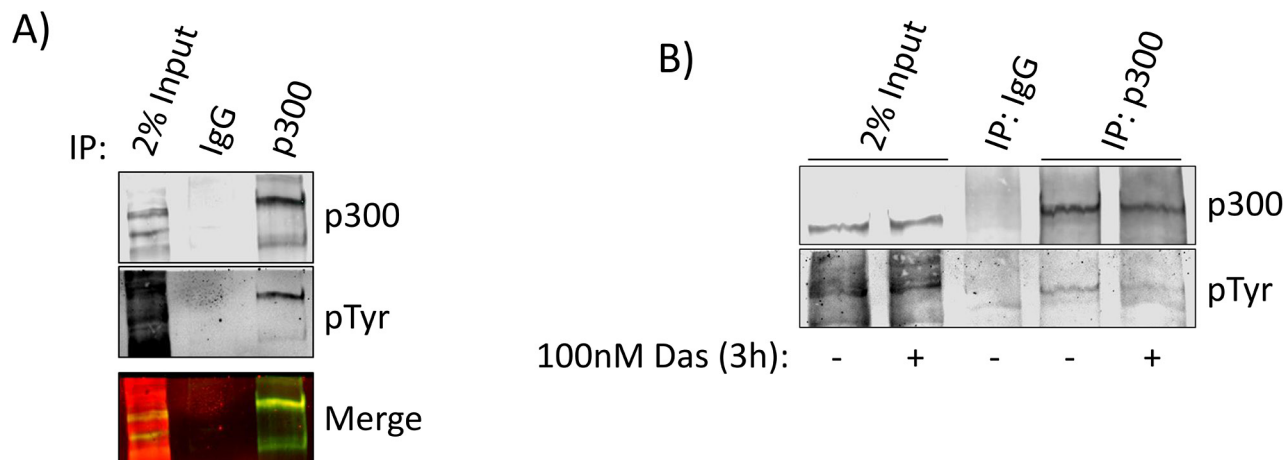 A)
IP: 2% Input IgG p300
p300
pTyr
Merge
B)
2% Input IP: IgG IP: p300
p300
pTyr
100nM Das (3h): - + - - +